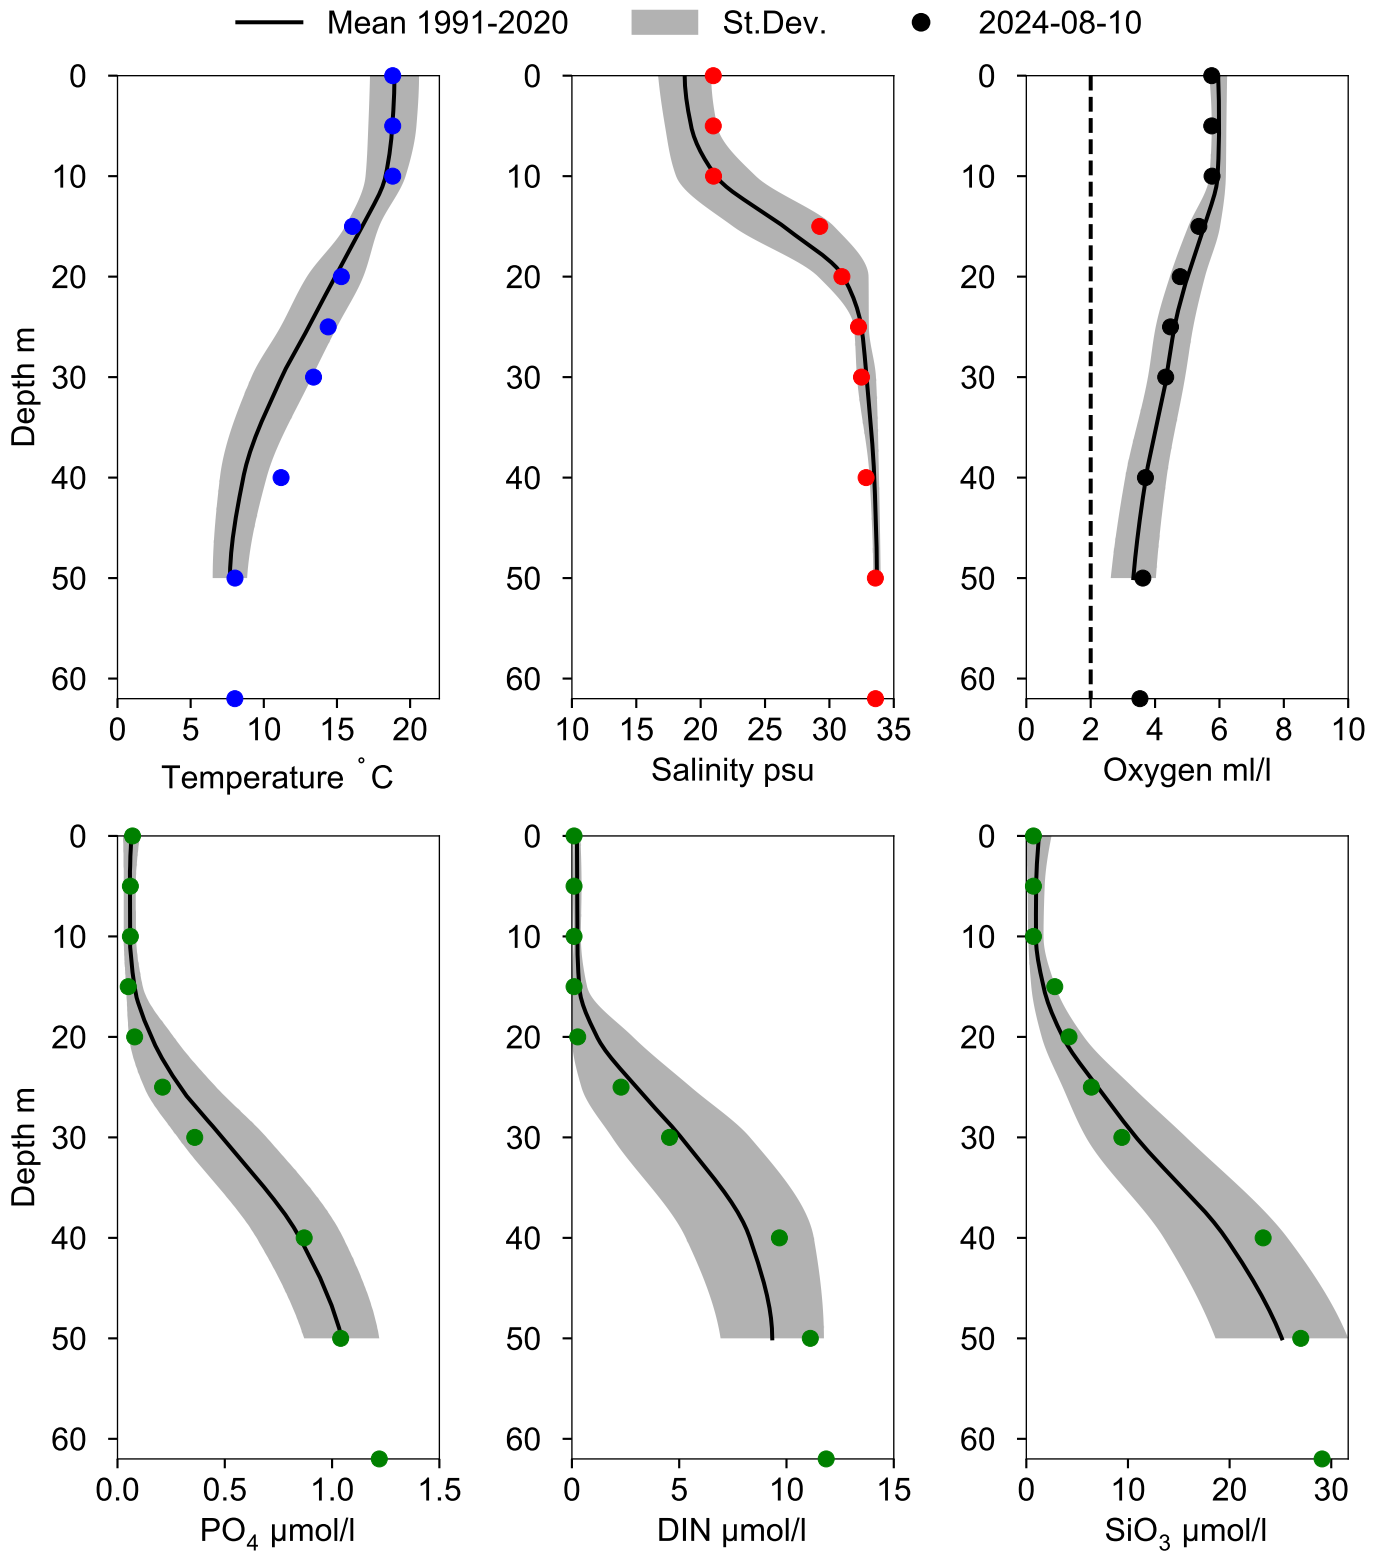 Mean 1991-2020 St.Dev. 2024-08-10
0 0 0
10 10 10
20 20 20
30 30 30
40 40 40
50 50 50
60 60 60
Depth m
0 5 10 15 20 10 15 20 25 30 35 0 2 4 6 8 10
Temperature °C Salinity psu Oxygen ml/l
0 0 0
10 10 10
20 20 20
30 30 30
40 40 40
50 50 50
60 60 60
Depth m
0.0 0.5 1.0 1.5 0 5 10 15 0 10 20 30
PO₄ µmol/l DIN µmol/l SiO₃ µmol/l